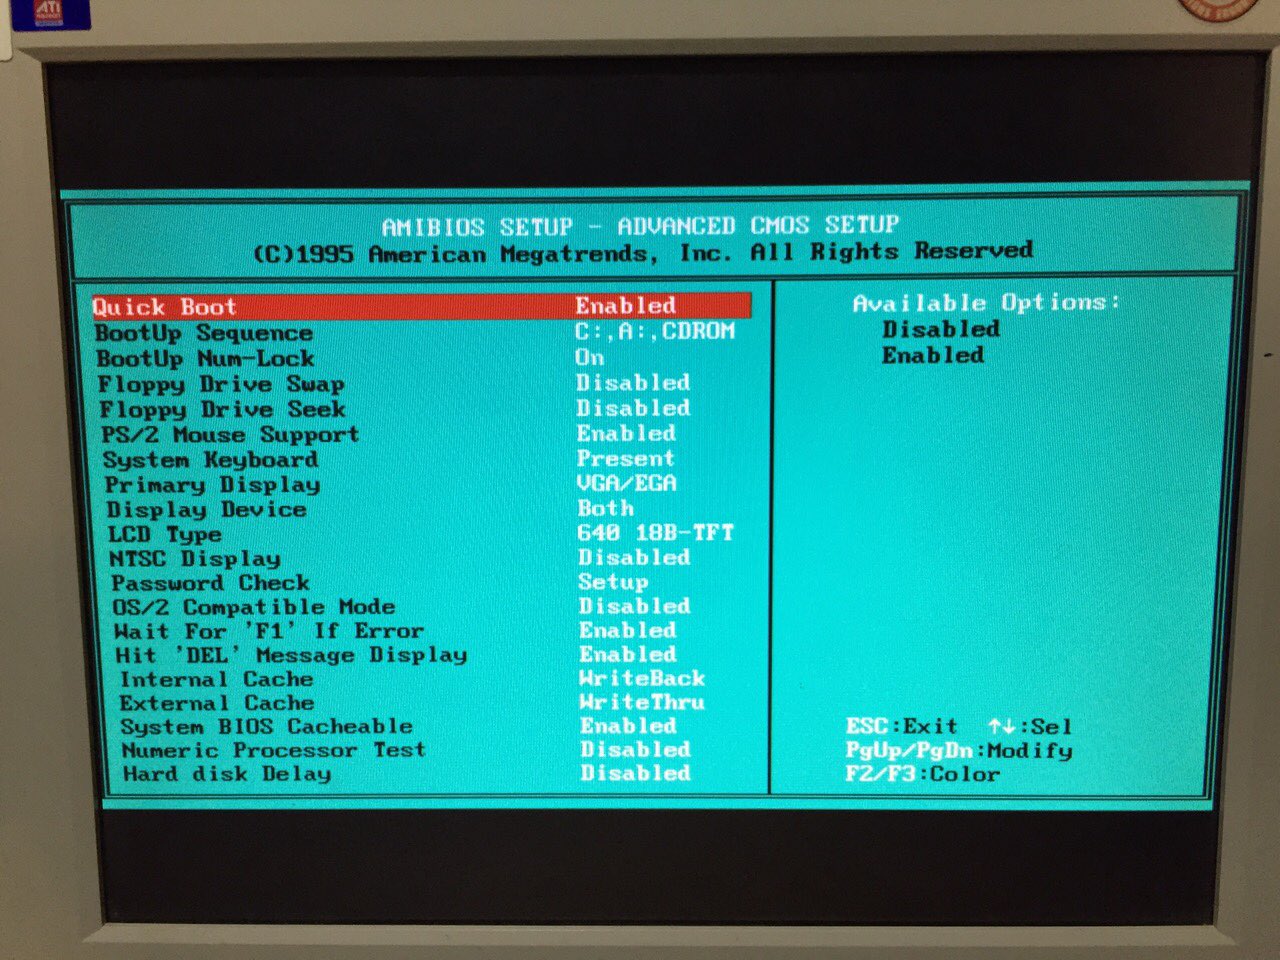 ATI
AMIBIOS SETUP - ADVANCED CMOS SETUP
(C)1995 American Megatrends, Inc. All Rights Reserved
Quick Boot Enabled
BootUp Sequence C:,A:,CDROM
BootUp Num-Lock On
Floppy Drive Swap Disabled
Floppy Drive Seek Disabled
PS/2 Mouse Support Enabled
System Keyboard Present
Primary Display VGA/EGA
Display Device Both
LCD Type 640 18B-TFT
NTSC Display Disabled
Password Check Setup
OS/2 Compatible Mode Disabled
Wait For 'F1' If Error Enabled
Hit 'DEL' Message Display Enabled
Internal Cache WriteBack
External Cache WriteThru
System BIOS Cacheable Enabled
Numeric Processor Test Disabled
Hard disk Delay Disabled
Available Options:
Disabled
Enabled
ESC:Exit ↑↓:Sel
PgUp/PgDn:Modify
F2/F3:Color